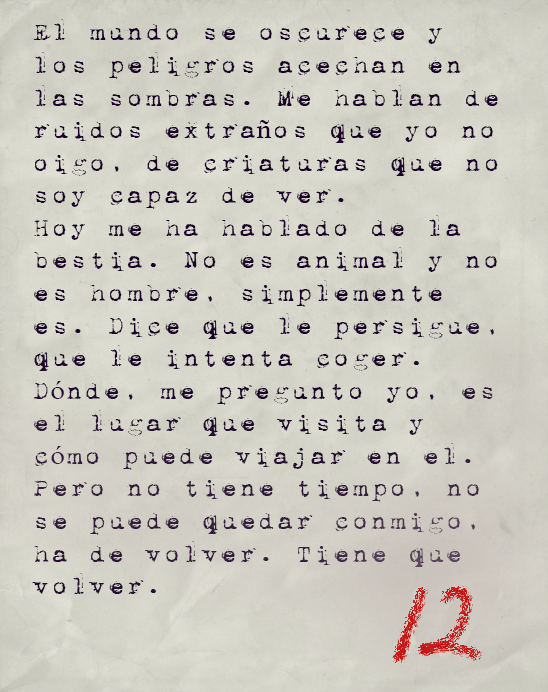 El mundo se oscurece y
los peligros acechan en
las sombras. Me hablan de
ruidos extraños que yo no
oigo, de criaturas que no
soy capaz de ver.
Hoy me ha hablado de la
bestia. No es animal y no
es hombre, simplemente
es. Dice que le persigue,
que le intenta coger.
Dónde, me pregunto yo, es
el lugar que visita y
cómo puede viajar en el.
Pero no tiene tiempo, no
se puede quedar conmigo,
ha de volver. Tiene que
volver.
12